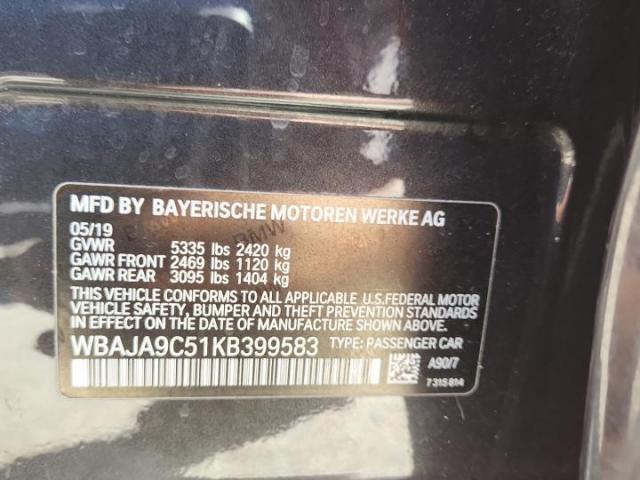 MFD BY BAYERISCHE MOTOREN WERKE AG
05/19
GVWR 5335 lbs 2420 kg
GAWR FRONT 2469 lbs 1120 kg
GAWR REAR 3095 lbs 1404 kg
THIS VEHICLE CONFORMS TO ALL APPLICABLE U.S.FEDERAL MOTOR
VEHICLE SAFETY, BUMPER AND THEFT PREVENTION STANDARDS
IN EFFECT ON THE DATE OF MANUFACTURE SHOWN ABOVE.
WBAJA9C51KB399583 TYPE: PASSENGER CAR
A90/7
7315814